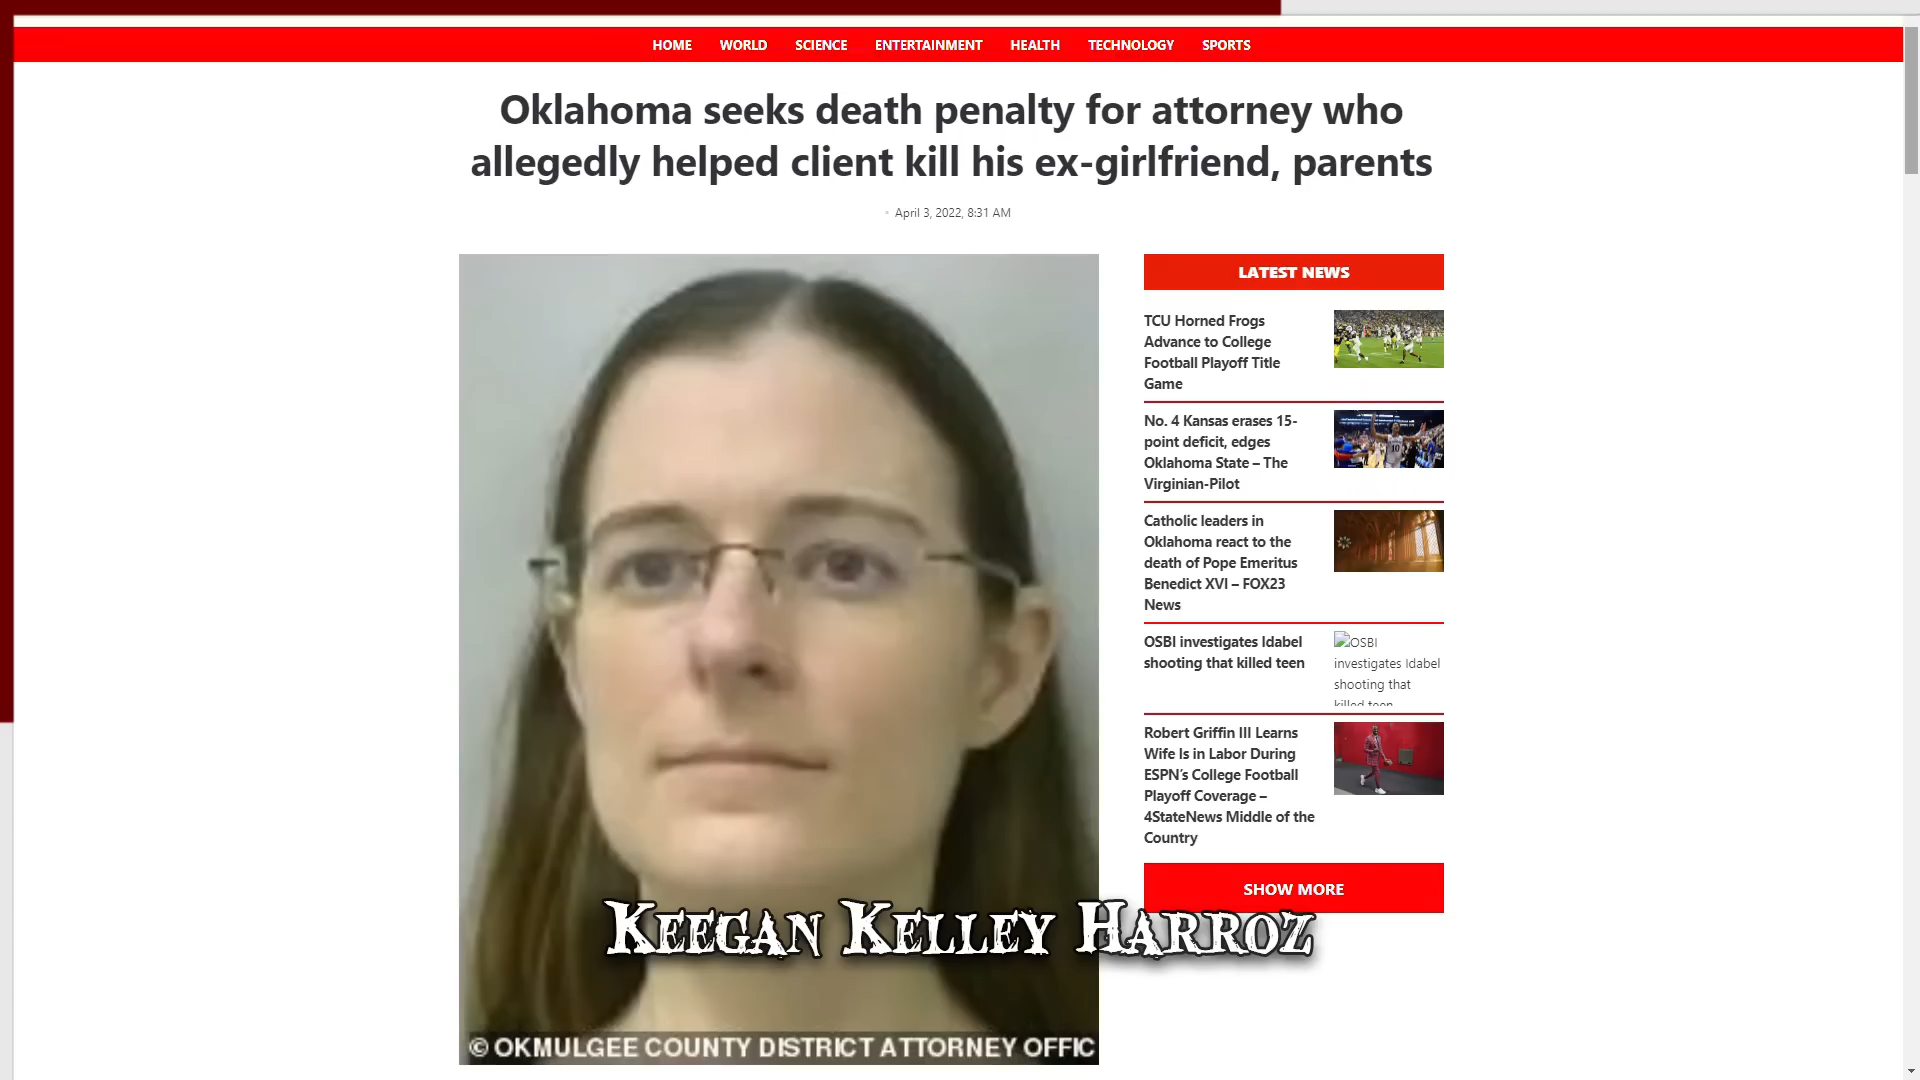 HOME WORLD SCIENCE ENTERTAINMENT HEALTH TECHNOLOGY SPORTS
Oklahoma seeks death penalty for attorney who
allegedly helped client kill his ex-girlfriend, parents
April 3, 2022, 8:31 AM
LATEST NEWS
TCU Horned Frogs
Advance to College
Football Playoff Title
Game
No. 4 Kansas erases 15-
point deficit, edges
Oklahoma State – The
Virginian-Pilot
Catholic leaders in
Oklahoma react to the
death of Pope Emeritus
Benedict XVI – FOX23
News
OSBI investigates Idabel
shooting that killed teen
OSBI
investigates Idabel
shooting that
killed teen
Robert Griffin III Learns
Wife Is in Labor During
ESPN's College Football
Playoff Coverage –
4StateNews Middle of the
Country
SHOW MORE
KEEGAN KELLEY HARROZ
© OKMULGEE COUNTY DISTRICT ATTORNEY OFFIC